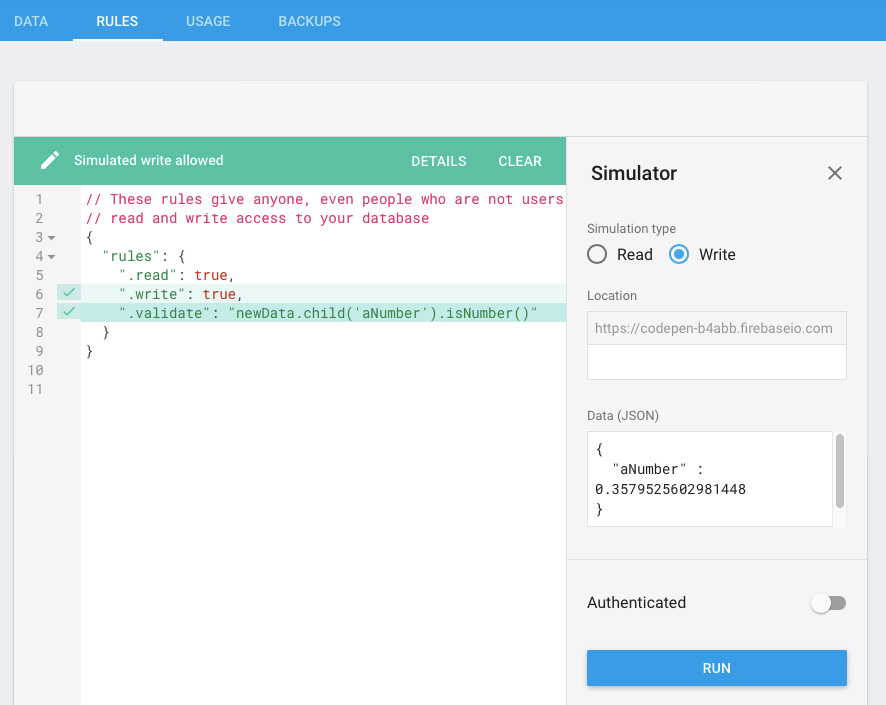 DATA RULES USAGE BACKUPS
Simulated write allowed DETAILS CLEAR
1 // These rules give anyone, even people who are not users
2 // read and write access to your database
3 {
4 "rules": {
5 ".read": true,
6 ".write": true,
7 ".validate": "newData.child('aNumber').isNumber()"
8 }
9 }
10
11
Simulator
Simulation type
Read Write
Location
https://codepen-b4abb.firebaseio.com
Data (JSON)
{
"aNumber" :
0.3579525602981448
}
Authenticated
RUN